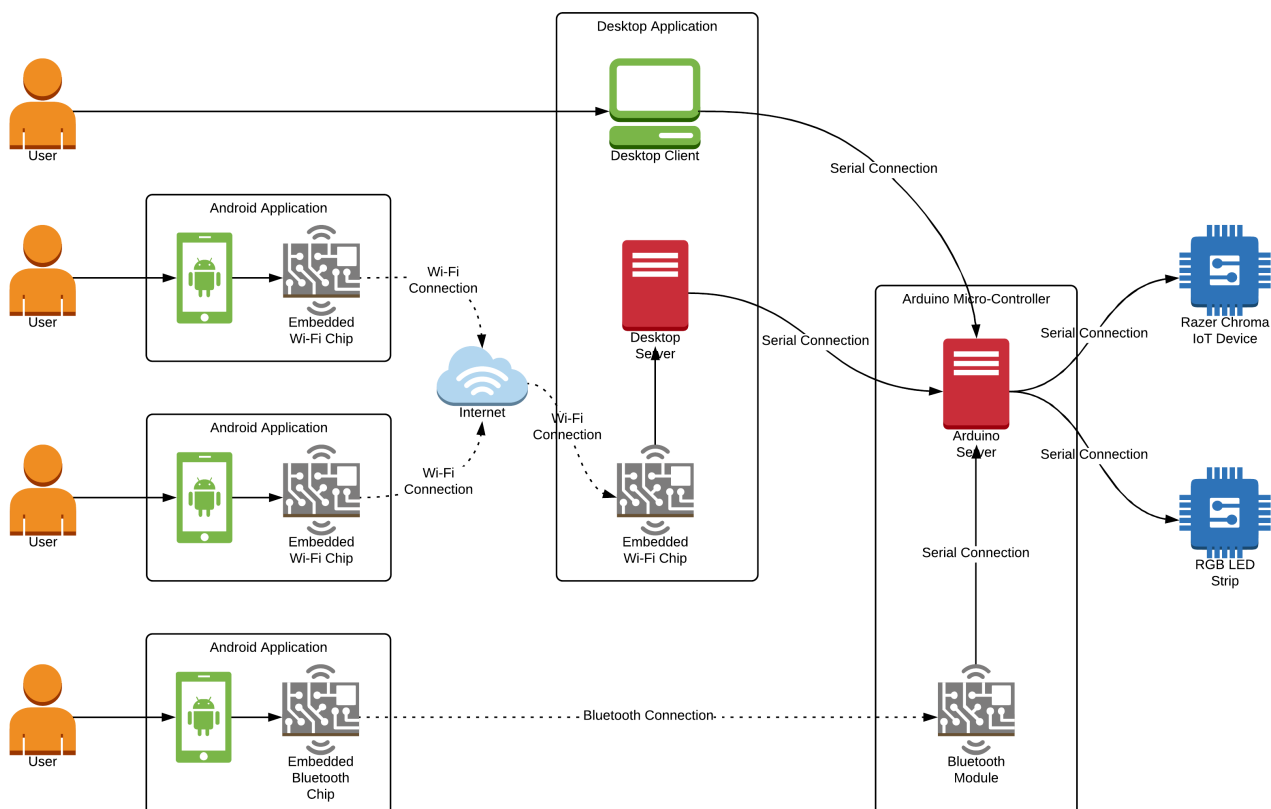 Desktop Application
Desktop Client
User
Serial Connection
Android Application
Embedded
Wi-Fi Chip
User
Wi-Fi
Connection
Desktop
Server
Serial Connection
Internet
Wi-Fi
Connection
Embedded
Wi-Fi Chip
Android Application
Embedded
Wi-Fi Chip
User
Wi-Fi
Connection
Arduino Micro-Controller
Arduino
Server
Serial Connection
Razer Chroma
IoT Device
Serial Connection
RGB LED
Strip
Serial Connection
Android Application
Embedded
Bluetooth
Chip
User
Bluetooth Connection
Bluetooth
Module